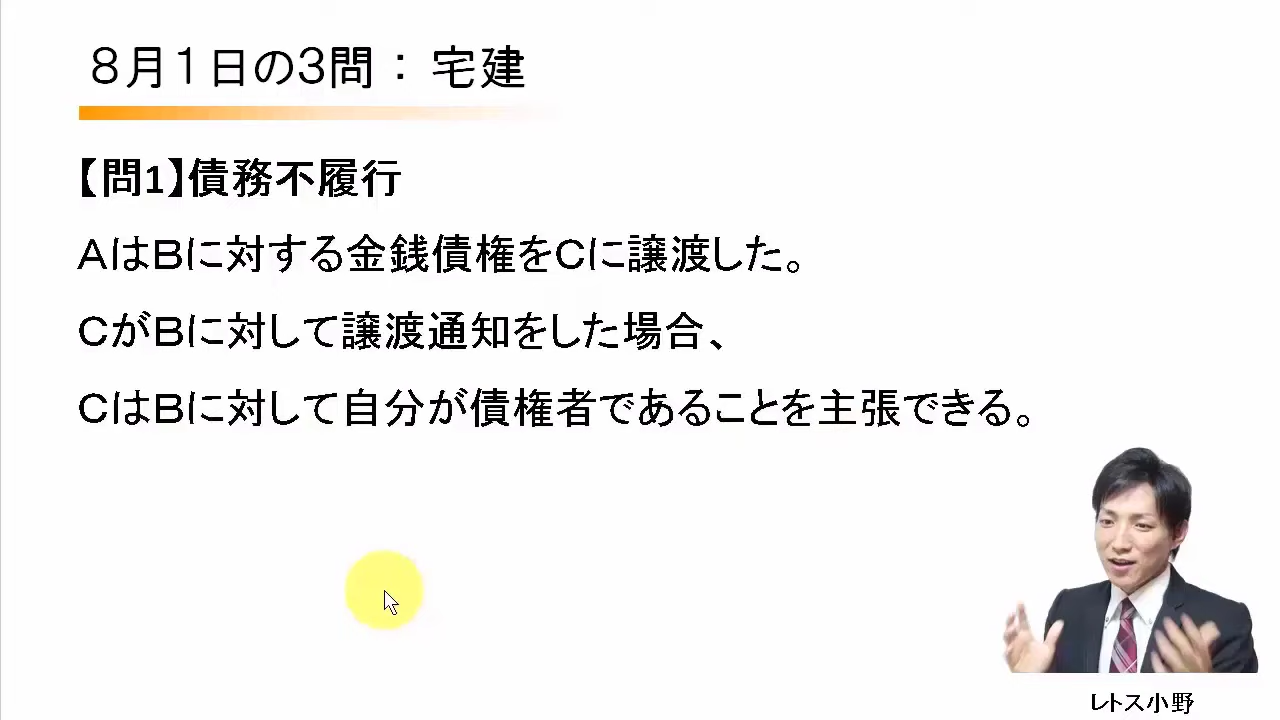 ８月１日の３問：宅建
【問1】債務不履行
ＡはＢに対する金銭債権をＣに譲渡した。
ＣがＢに対して譲渡通知をした場合、
ＣはＢに対して自分が債権者であることを主張できる。
レトス小野